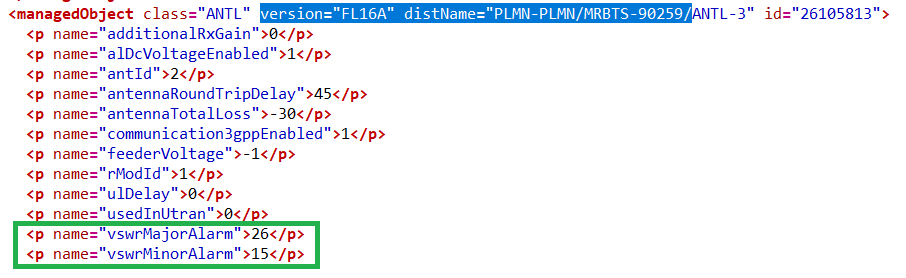 <managedObject class="ANTL" version="FL16A" distName="PLMN-PLMN/MRBTS-90259/ANTL-3" id="26105813">
<p name="additionalRxGain">0</p>
<p name="alDcVoltageEnabled">1</p>
<p name="antId">2</p>
<p name="antennaRoundTripDelay">45</p>
<p name="antennaTotalLoss">-30</p>
<p name="communication3gppEnabled">1</p>
<p name="feederVoltage">-1</p>
<p name="rModId">1</p>
<p name="ulDelay">0</p>
<p name="usedInUtran">0</p>
<p name="vswrMajorAlarm">26</p>
<p name="vswrMinorAlarm">15</p>